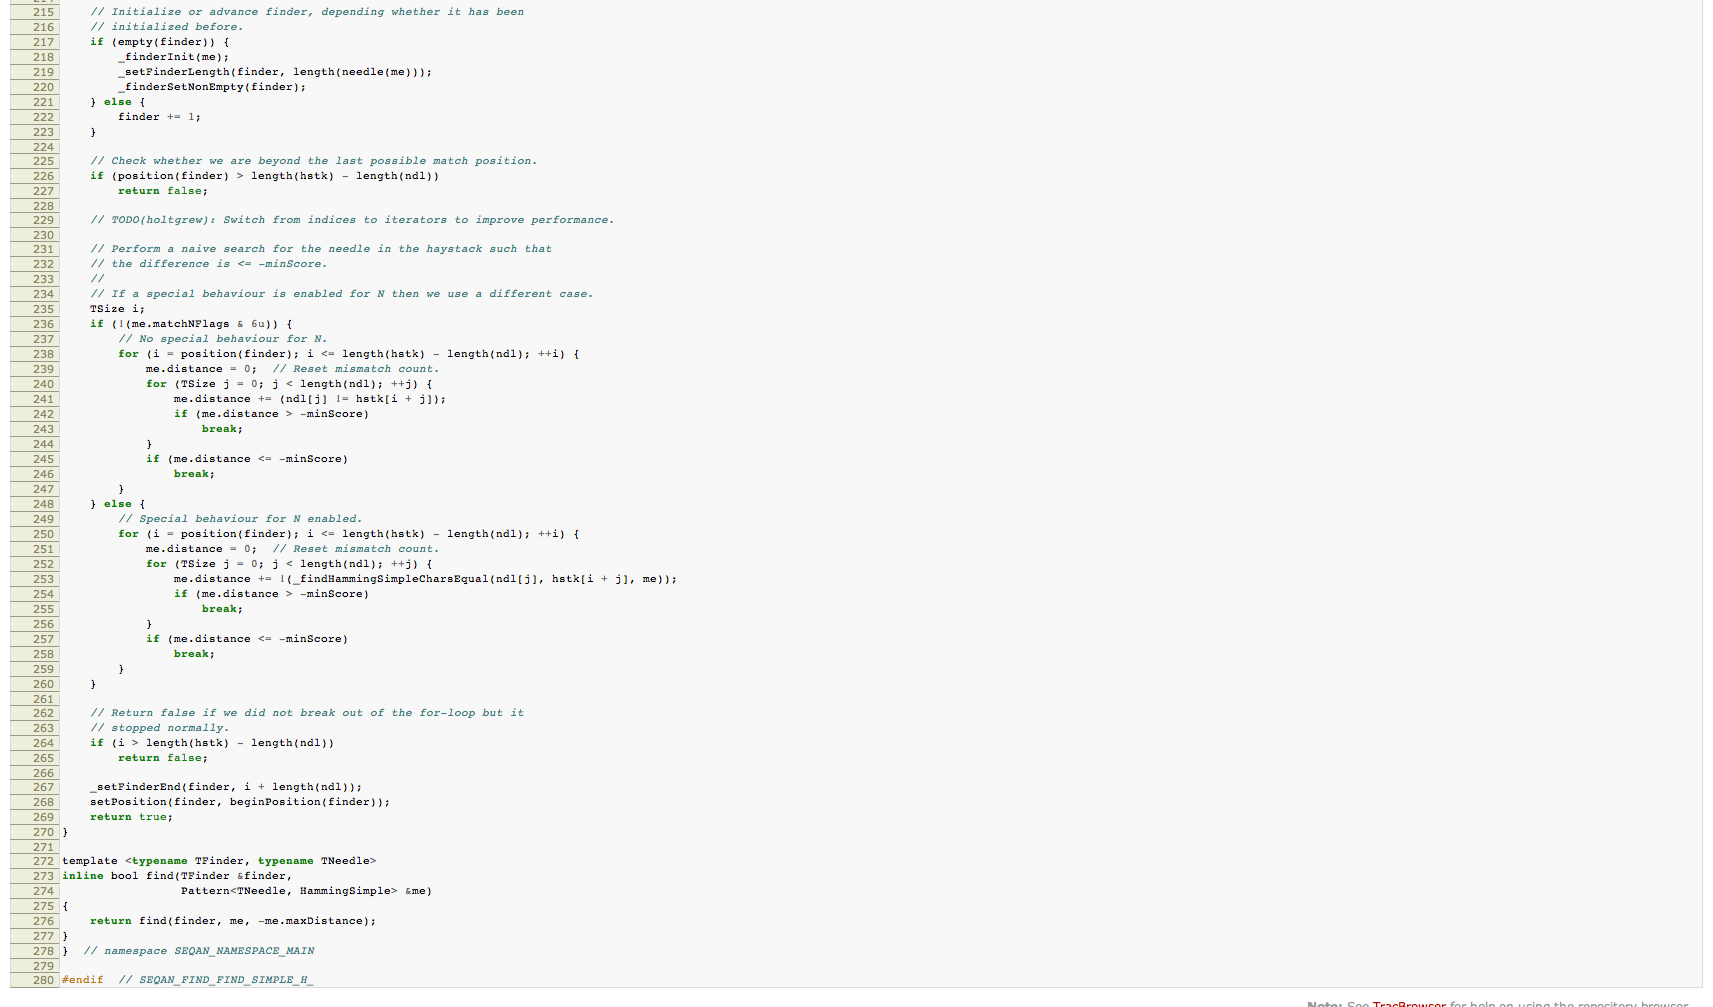 215 // Initialize or advance finder, depending whether it has been
216 // initialized before.
217 if (empty(finder)) {
218 _finderInit(me);
219 _setFinderLength(finder, length(needle(me)));
220 _finderSetNonEmpty(finder);
221 } else {
222 finder += 1;
223 }
224
225 // Check whether we are beyond the last possible match position.
226 if (position(finder) > length(hstk) - length(ndl))
227 return false;
228
229 // TODO(holtgrew): Switch from indices to iterators to improve performance.
230
231 // Perform a naive search for the needle in the haystack such that
232 // the difference is <= -minScore.
233 //
234 // If a special behaviour is enabled for N then we use a different case.
235 TSize i;
236 if (!(me.matchNFlags & 6u)) {
237 // No special behaviour for N.
238 for (i = position(finder); i <= length(hstk) - length(ndl); ++i) {
239 me.distance = 0;  // Reset mismatch count.
240 for (TSize j = 0; j < length(ndl); ++j) {
241 me.distance += (ndl[j] != hstk[i + j]);
242 if (me.distance > -minScore)
243 break;
244 }
245 if (me.distance <= -minScore)
246 break;
247 }
248 } else {
249 // Special behaviour for N enabled.
250 for (i = position(finder); i <= length(hstk) - length(ndl); ++i) {
251 me.distance = 0;  // Reset mismatch count.
252 for (TSize j = 0; j < length(ndl); ++j) {
253 me.distance += !(_findHammingSimpleCharsEqual(ndl[j], hstk[i + j], me));
254 if (me.distance > -minScore)
255 break;
256 }
257 if (me.distance <= -minScore)
258 break;
259 }
260 }
261
262 // Return false if we did not break out of the for-loop but it
263 // stopped normally.
264 if (i > length(hstk) - length(ndl))
265 return false;
266
267 _setFinderEnd(finder, i + length(ndl));
268 setPosition(finder, beginPosition(finder));
269 return true;
270 }
271
272 template <typename TFinder, typename TNeedle>
273 inline bool find(TFinder &finder,
274 Pattern<TNeedle, HammingSimple> &me)
275 {
276 return find(finder, me, -me.maxDistance);
277 }
278 }  // namespace SEQAN_NAMESPACE_MAIN
279
280 #endif  // SEQAN_FIND_FIND_SIMPLE_H_
Note: See TracBrowser for help on using the repository browser.